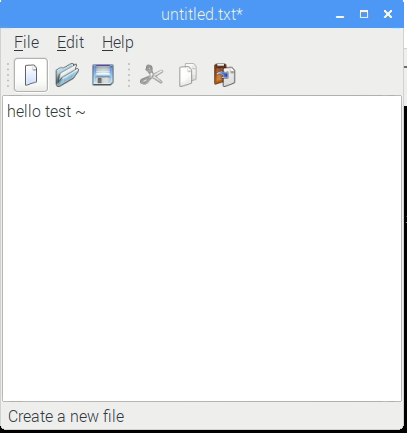 untitled.txt*
File Edit Help
hello test ~
Create a new file